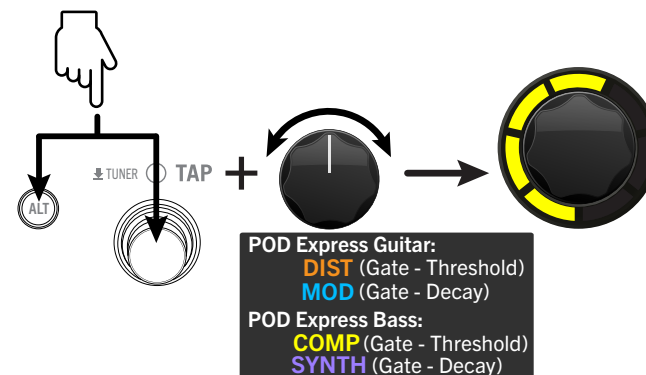 TUNER TAP
ALT
POD Express Guitar:
DIST (Gate - Threshold)
MOD (Gate - Decay)
POD Express Bass:
COMP (Gate - Threshold)
SYNTH (Gate - Decay)